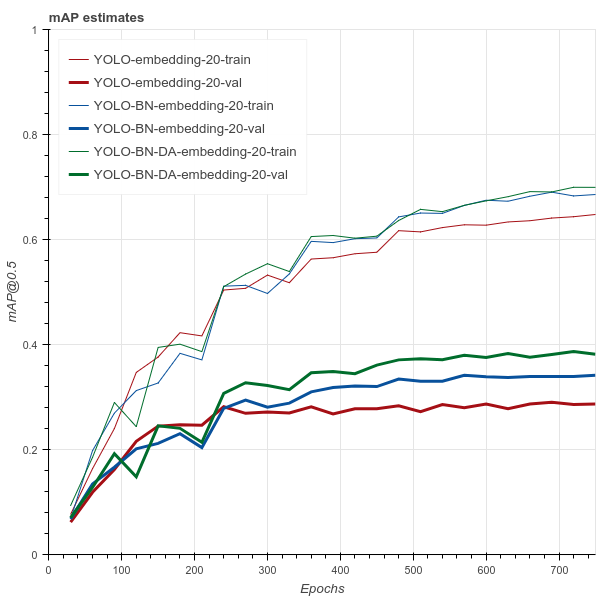 mAP estimates
YOLO-embedding-20-train
YOLO-embedding-20-val
YOLO-BN-embedding-20-train
YOLO-BN-embedding-20-val
YOLO-BN-DA-embedding-20-train
YOLO-BN-DA-embedding-20-val
mAP@0.5
1
0.8
0.6
0.4
0.2
0
0 100 200 300 400 500 600 700
Epochs